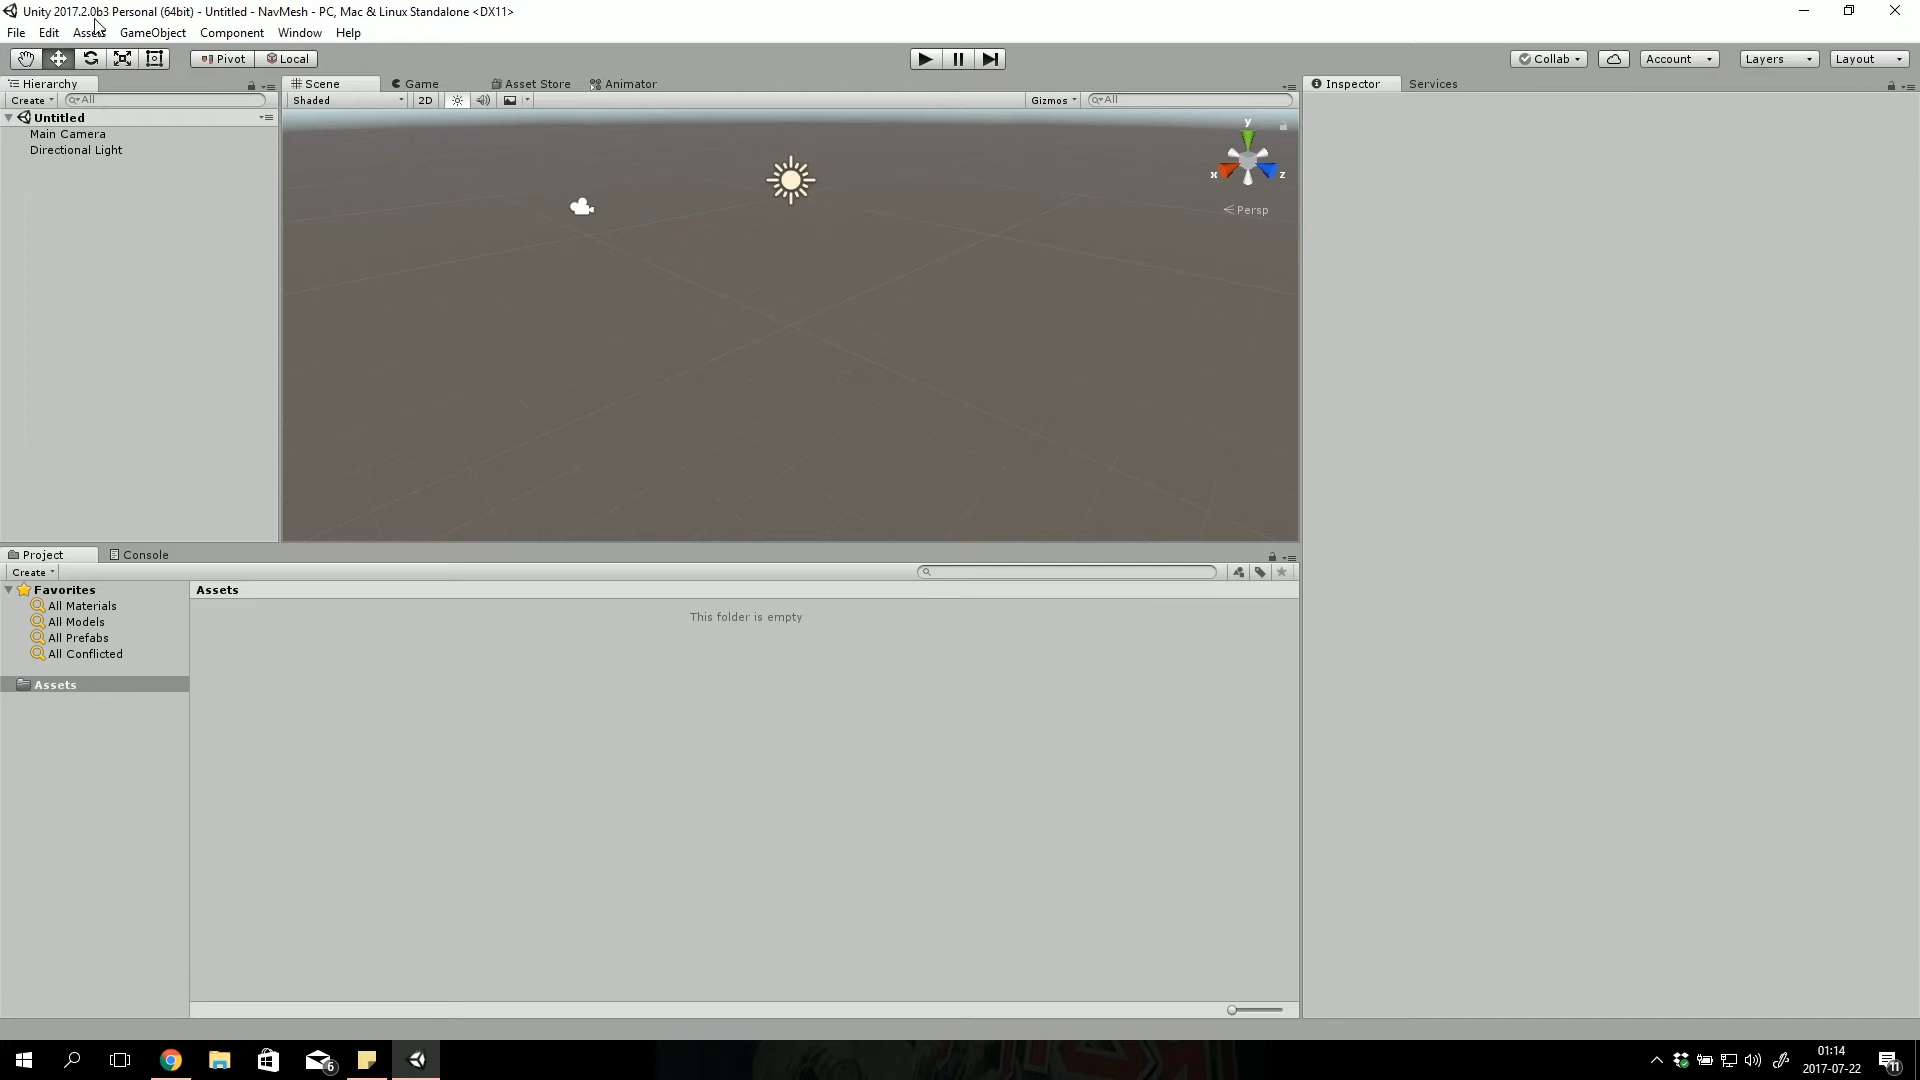 Unity 2017.2.0b3 Personal (64bit) - Untitled - NavMesh - PC, Mac & Linux Standalone <DX11>
File Edit Assets GameObject Component Window Help
Pivot Local Collab Account Layers Layout
Hierarchy Scene Game Asset Store Animator Inspector Services
Create All Shaded 2D Gizmos All
Untitled
Main Camera
Directional Light
y
x z
Persp
Project Console
Create
Favorites Assets
All Materials
This folder is empty
All Models
All Prefabs
All Conflicted
Assets
01:14
6 2017-07-22 11